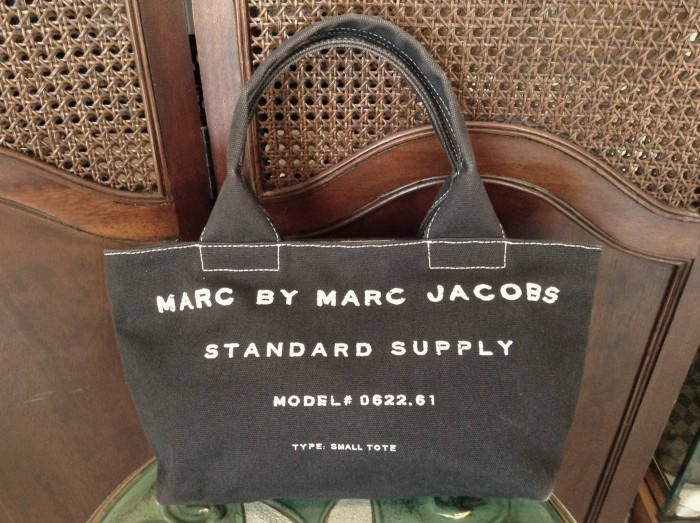 MARC BY MARC JACOBS
STANDARD SUPPLY
MODEL# 0622.61
TYPE: SMALL TOTE